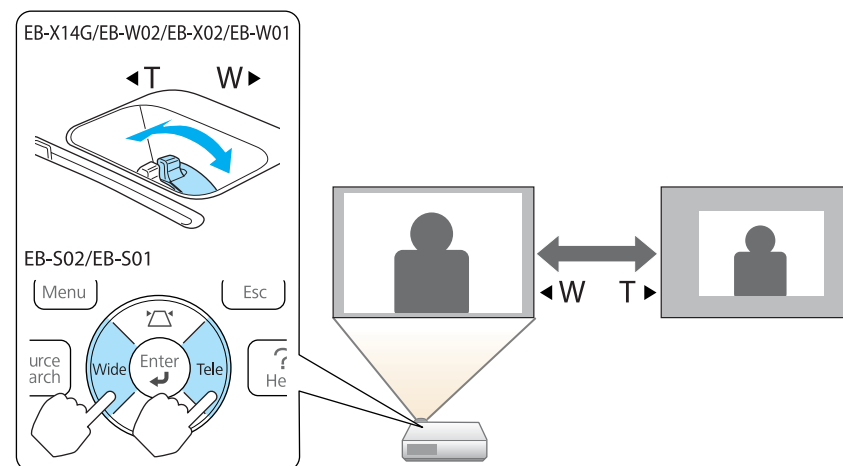 EB-X14G/EB-W02/EB-X02/EB-W01
◀T W▶
EB-S02/EB-S01
Menu
Esc
urce
arch
Wide
Enter
Tele
?
He
◀W T▶